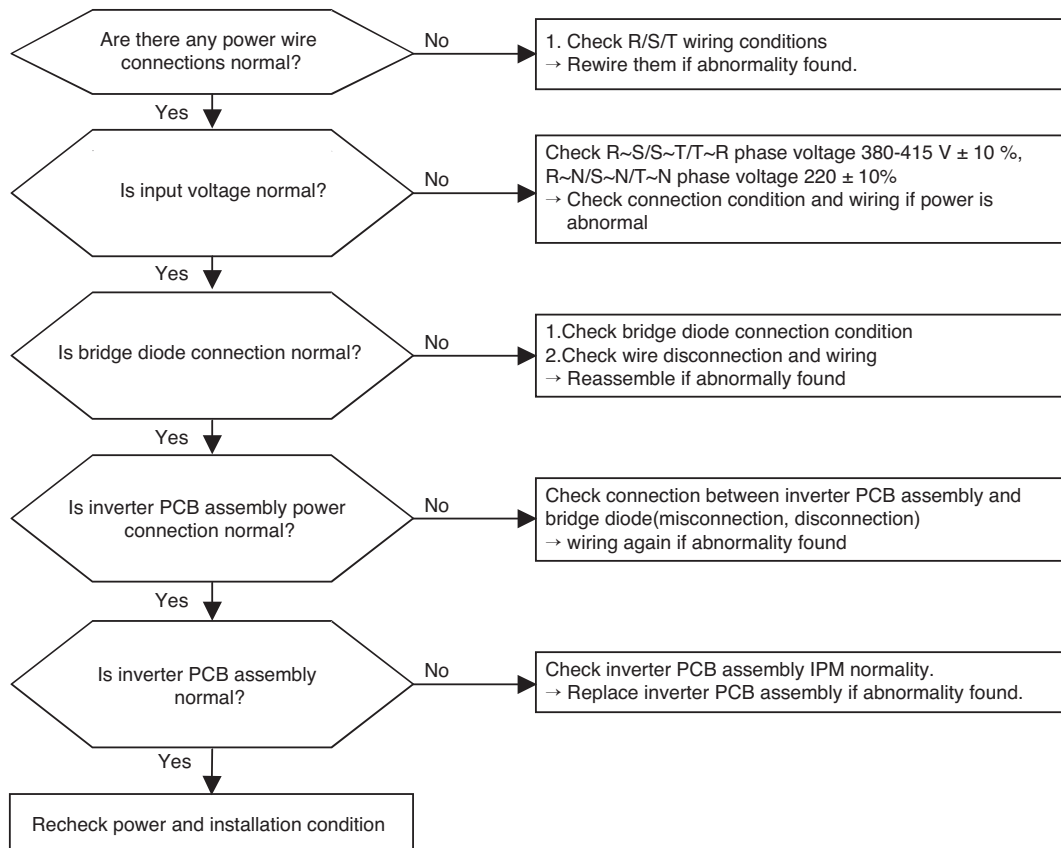 Are there any power wire
connections normal?
No
1. Check R/S/T wiring conditions
→ Rewire them if abnormality found.
Yes
Is input voltage normal?
No
Check R~S/S~T/T~R phase voltage 380-415 V ± 10 %,
R~N/S~N/T~N phase voltage 220 ± 10%
→ Check connection condition and wiring if power is
abnormal
Yes
Is bridge diode connection normal?
No
1.Check bridge diode connection condition
2.Check wire disconnection and wiring
→ Reassemble if abnormally found
Yes
Is inverter PCB assembly power
connection normal?
No
Check connection between inverter PCB assembly and
bridge diode(misconnection, disconnection)
→ wiring again if abnormality found
Yes
Is inverter PCB assembly
normal?
No
Check inverter PCB assembly IPM normality.
→ Replace inverter PCB assembly if abnormality found.
Yes
Recheck power and installation condition